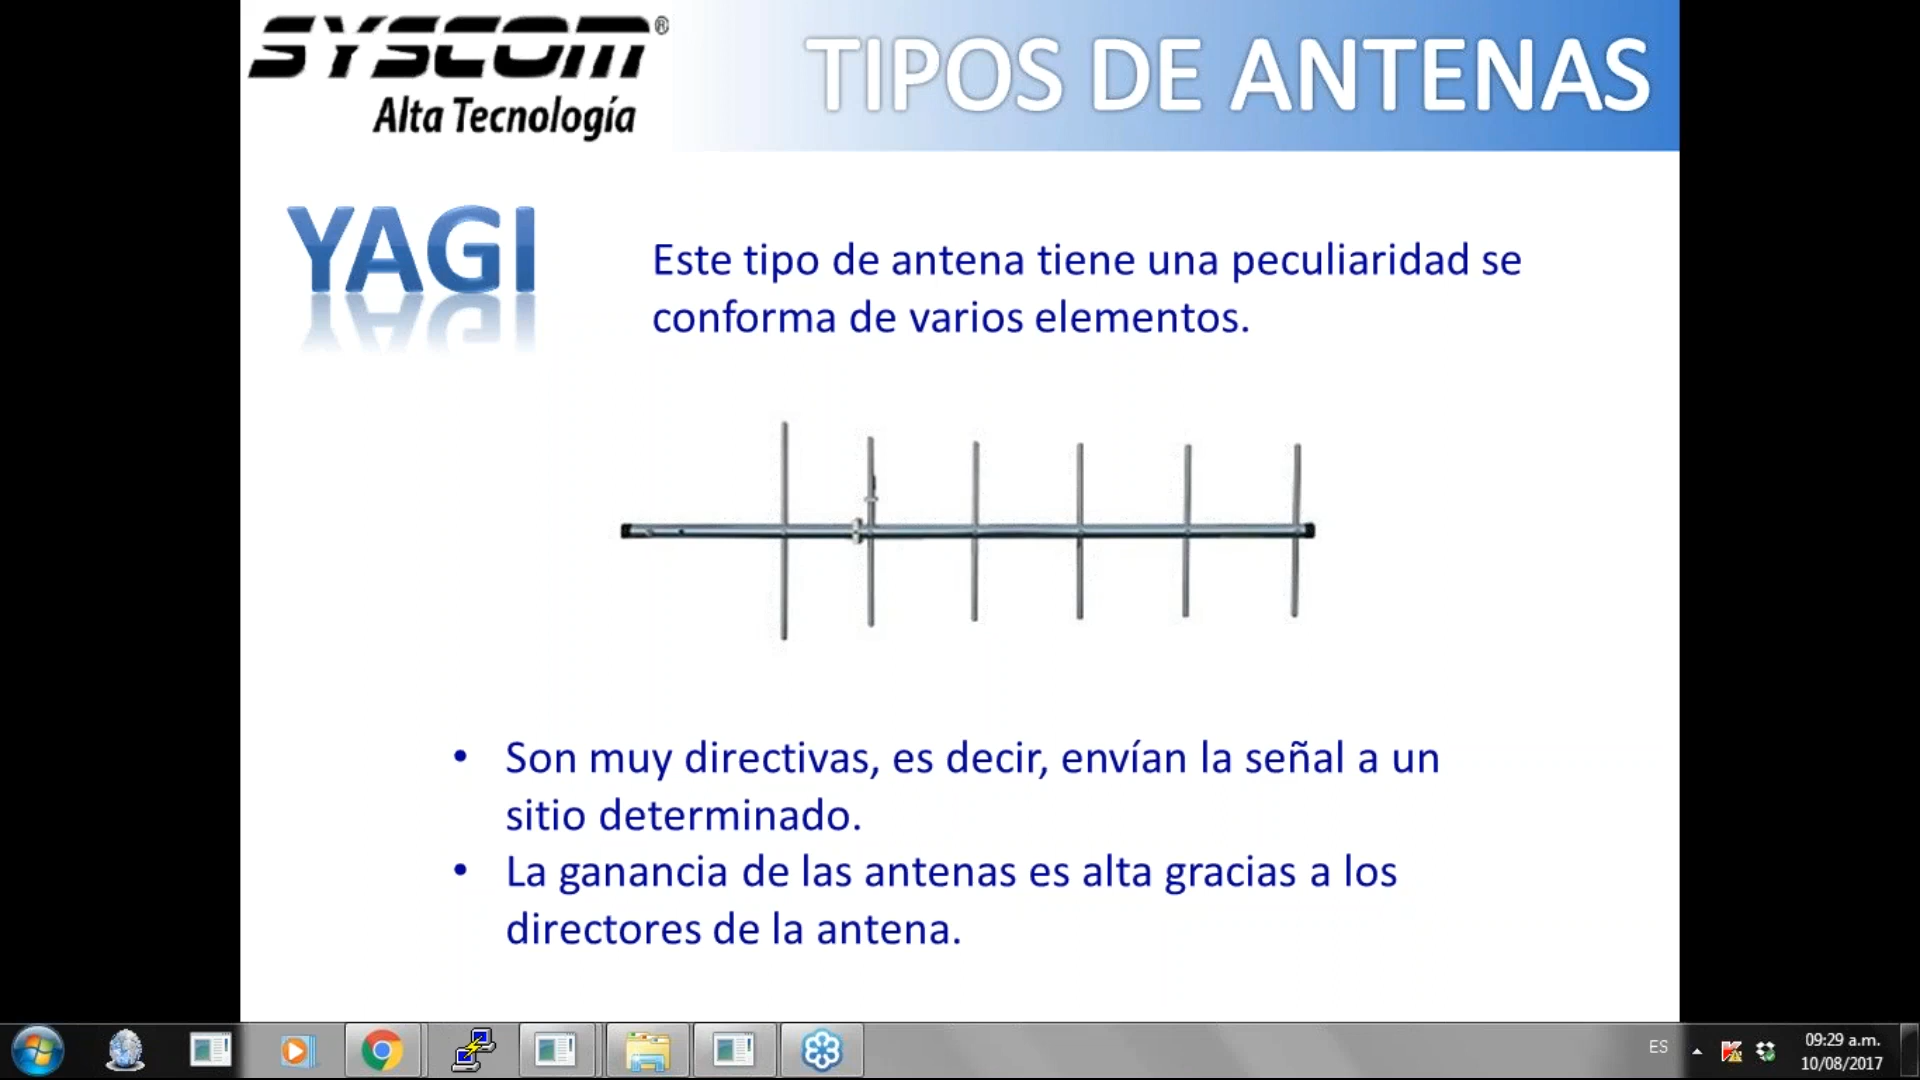 SYSCOM®
Alta Tecnología
TIPOS DE ANTENAS
YAGI
Este tipo de antena tiene una peculiaridad se
conforma de varios elementos.
• Son muy directivas, es decir, envían la señal a un
sitio determinado.
• La ganancia de las antenas es alta gracias a los
directores de la antena.
ES
09:29 a.m.
10/08/2017